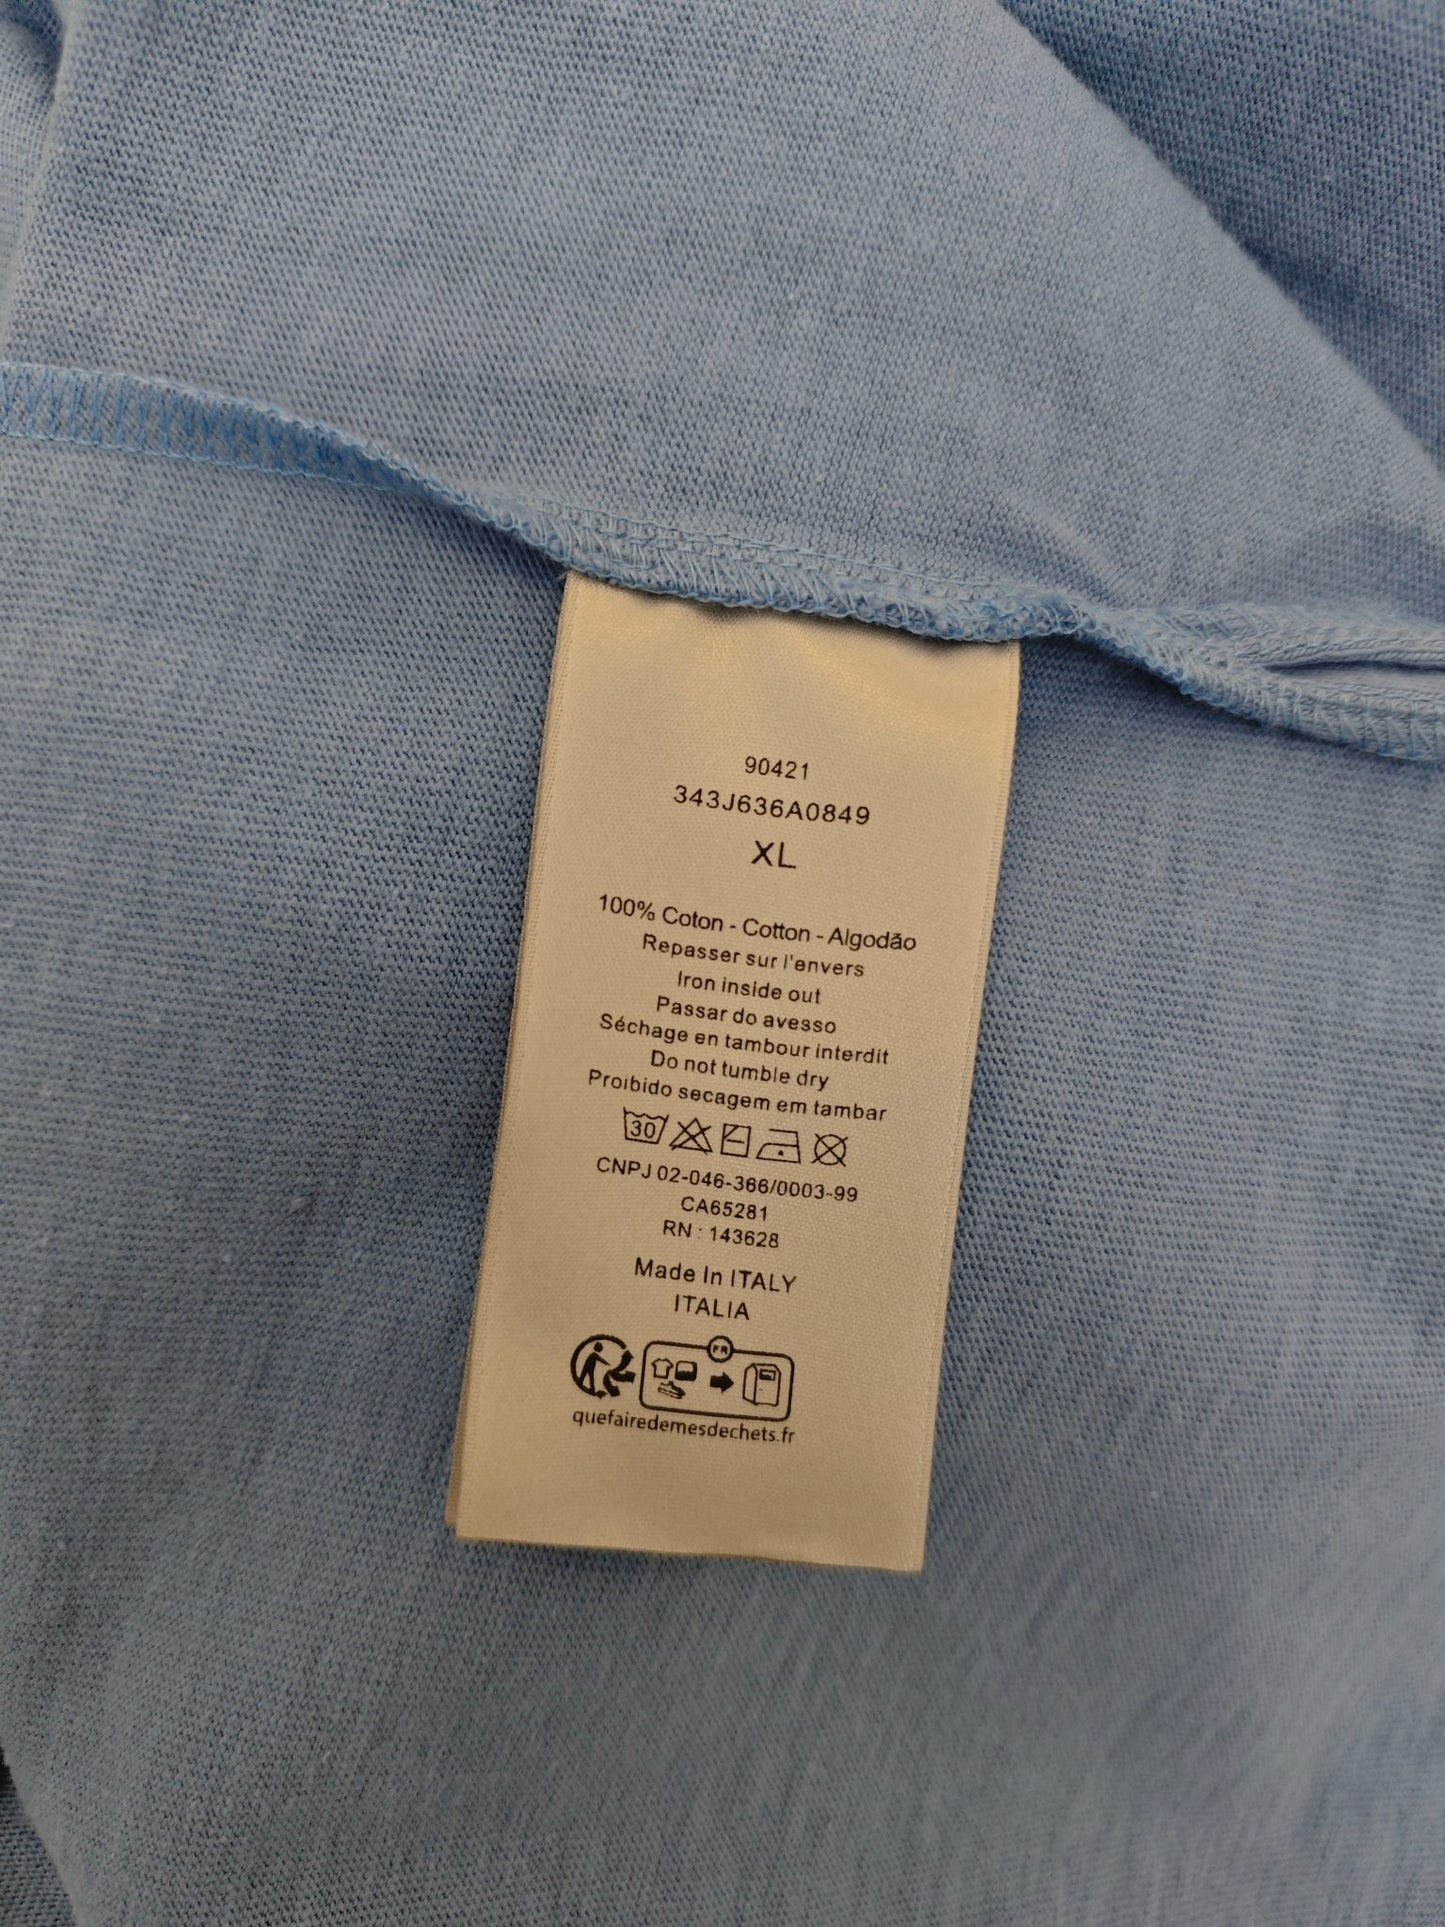 90421
343J636A0849
XL
100% Coton - Cotton - Algodão
Repasser sur l'envers
Iron inside out
Passar do avesso
Séchage en tambour interdit
Do not tumble dry
Proibido secagem em tambar
30
CNPJ 02-046-366/0003-99
CA65281
RN : 143628
Made In ITALY
ITALIA
FR
quefairedemesdechets.fr